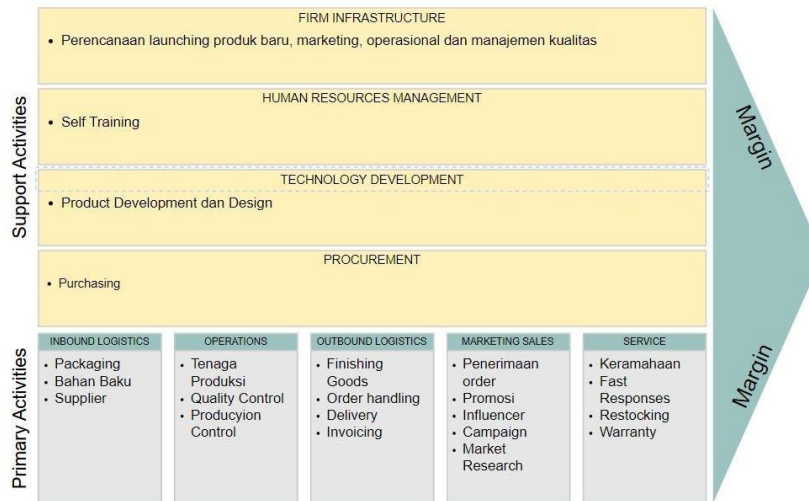 FIRM INFRASTRUCTURE
• Perencanaan launching produk baru, marketing, operasional dan manajemen kualitas
HUMAN RESOURCES MANAGEMENT
• Self Training
TECHNOLOGY DEVELOPMENT
• Product Development dan Design
PROCUREMENT
• Purchasing
Support Activities
Margin
INBOUND LOGISTICS
• Packaging
• Bahan Baku
• Supplier
OPERATIONS
• Tenaga
Produksi
• Quality Control
• Producyion
Control
OUTBOUND LOGISTICS
• Finishing
Goods
• Order handling
• Delivery
• Invoicing
MARKETING SALES
• Penerimaan
order
• Promosi
• Influencer
• Campaign
• Market
Research
SERVICE
• Keramahaan
• Fast
Responses
• Restocking
• Warranty
Primary Activities
Margin